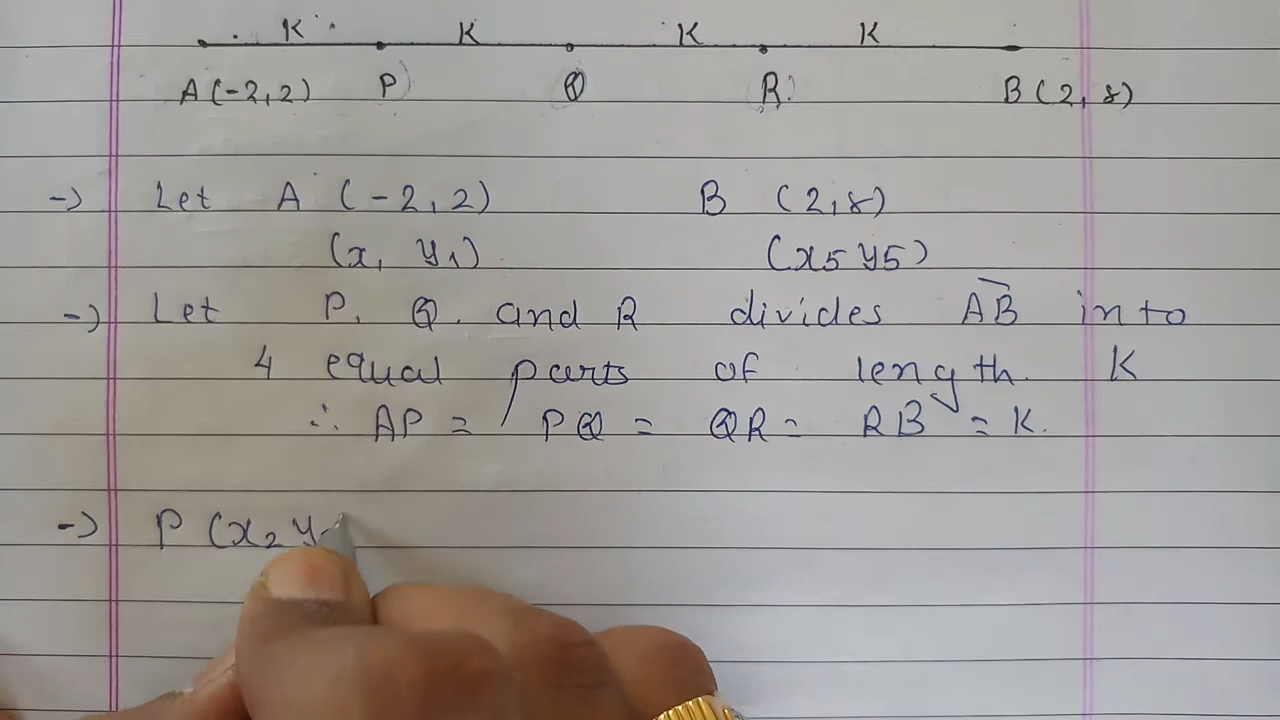 K K K K
A(-2,2) P Q R B(2,8)
-> Let A (-2,2) B (2,8)
(x1 y1) (x5 y5)
-> Let P, Q, and R divides AB into
4 equal parts of length K
∴ AP = PQ = QR = RB = K.
-> P (x2 y